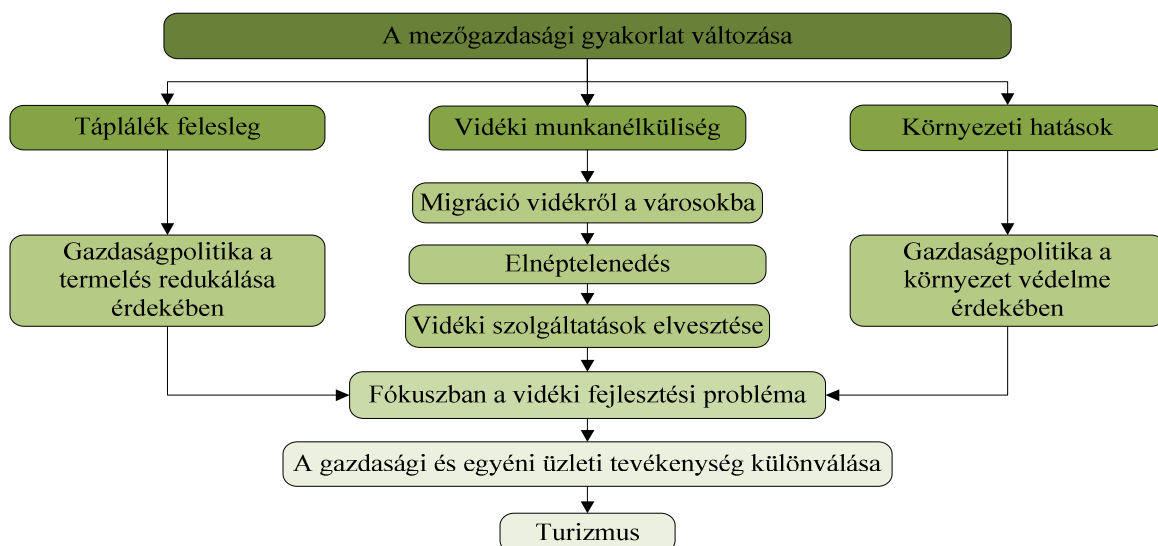 A mezőgazdasági gyakorlat változása
Táplálék felesleg
Vidéki munkanélküliség
Környezeti hatások
Migráció vidékről a városokba
Gazdaságpolitika a
termelés redukálása
érdekében
Elnéptelenedés
Gazdaságpolitika a
környezet védelme
érdekében
Vidéki szolgáltatások elvesztése
Fókuszban a vidéki fejlesztési probléma
A gazdasági és egyéni üzleti tevékenység különválása
Turizmus